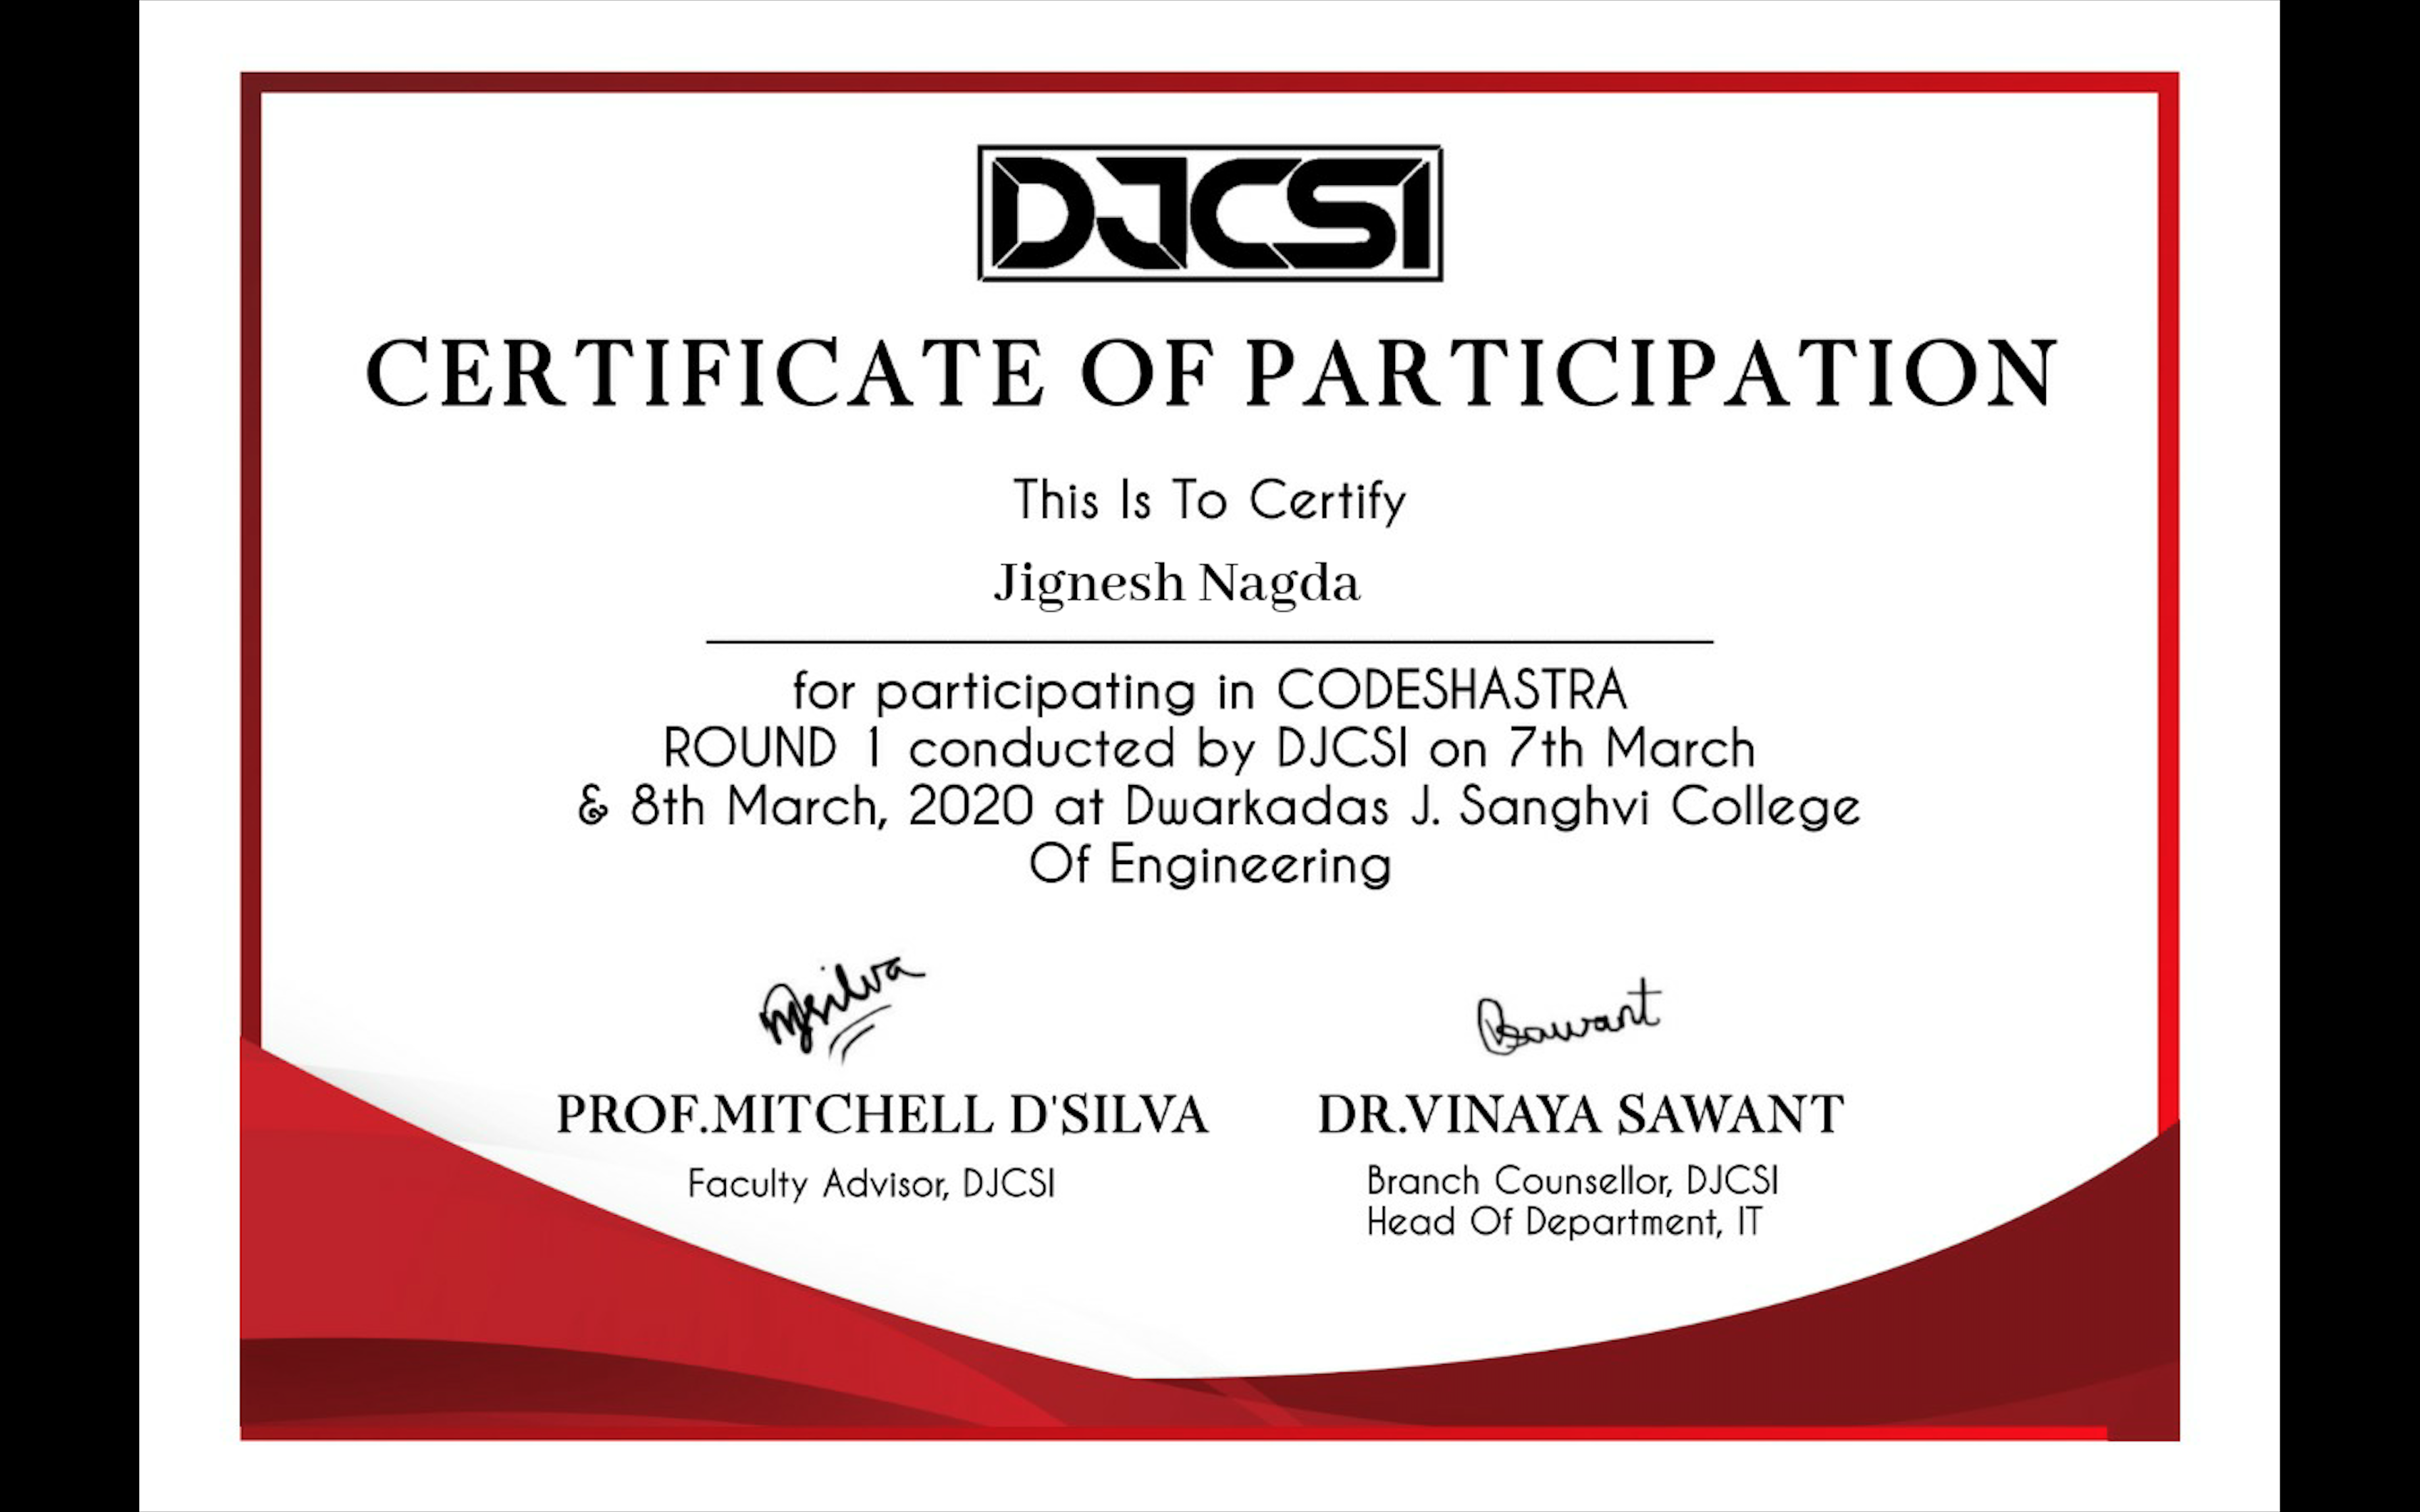 DJCSI
CERTIFICATE OF PARTICIPATION
This Is To Certify
Jignesh Nagda
for participating in CODESHASTRA
ROUND 1 conducted by DJCSI on 7th March
& 8th March, 2020 at Dwarkadas J. Sanghvi College
Of Engineering
Dsilva
Bsawant
PROF.MITCHELL D'SILVA
DR.VINAYA SAWANT
Faculty Advisor, DJCSI
Branch Counsellor, DJCSI
Head Of Department, IT